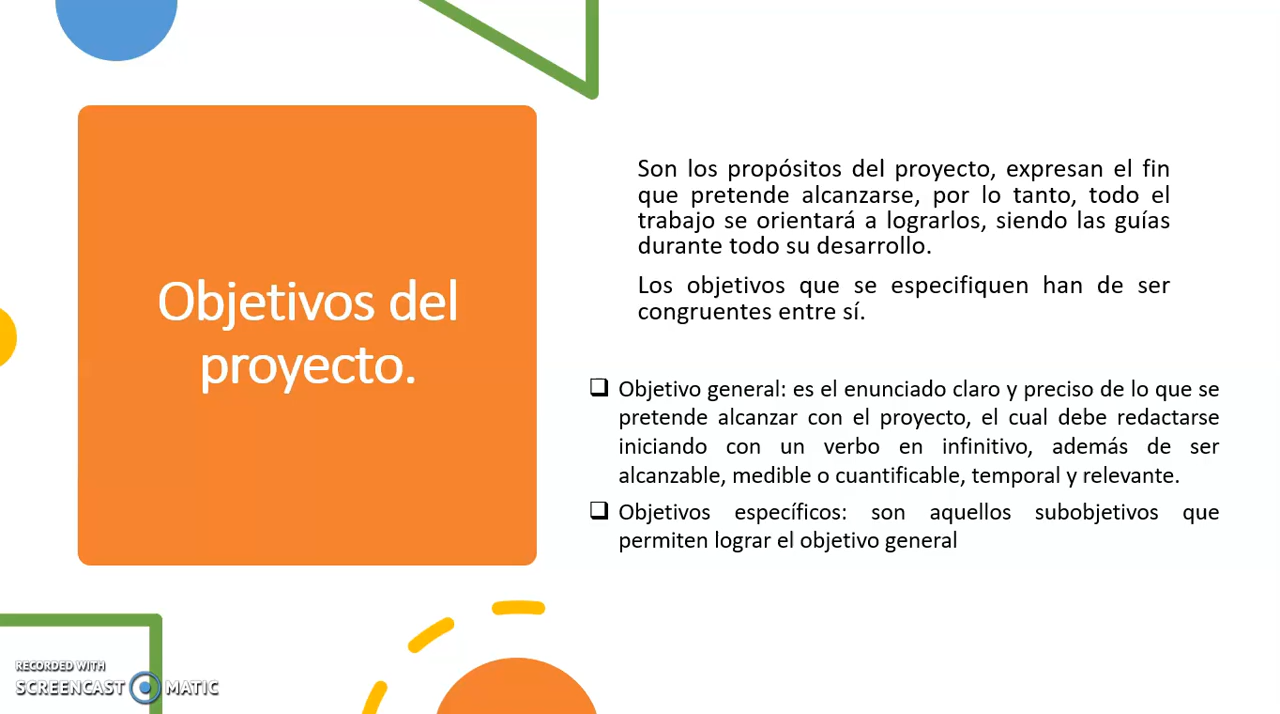 Objetivos del
proyecto.
Son los propósitos del proyecto, expresan el fin
que pretende alcanzarse, por lo tanto, todo el
trabajo se orientará a lograrlos, siendo las guías
durante todo su desarrollo.
Los objetivos que se especifiquen han de ser
congruentes entre sí.
Objetivo general: es el enunciado claro y preciso de lo que se
pretende alcanzar con el proyecto, el cual debe redactarse
iniciando con un verbo en infinitivo, además de ser
alcanzable, medible o cuantificable, temporal y relevante.
Objetivos específicos: son aquellos subobjetivos que
permiten lograr el objetivo general
RECORDED WITH
SCREENCAST MATIC